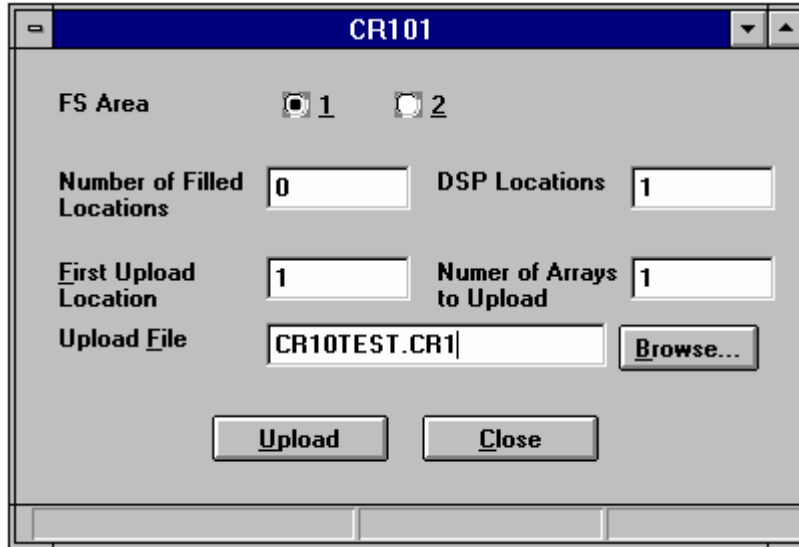 CR101
FS Area 1 2
Number of Filled Locations 0 DSP Locations 1
First Upload Location 1 Numer of Arrays to Upload 1
Upload File CR10TEST.CR1 Browse...
Upload Close